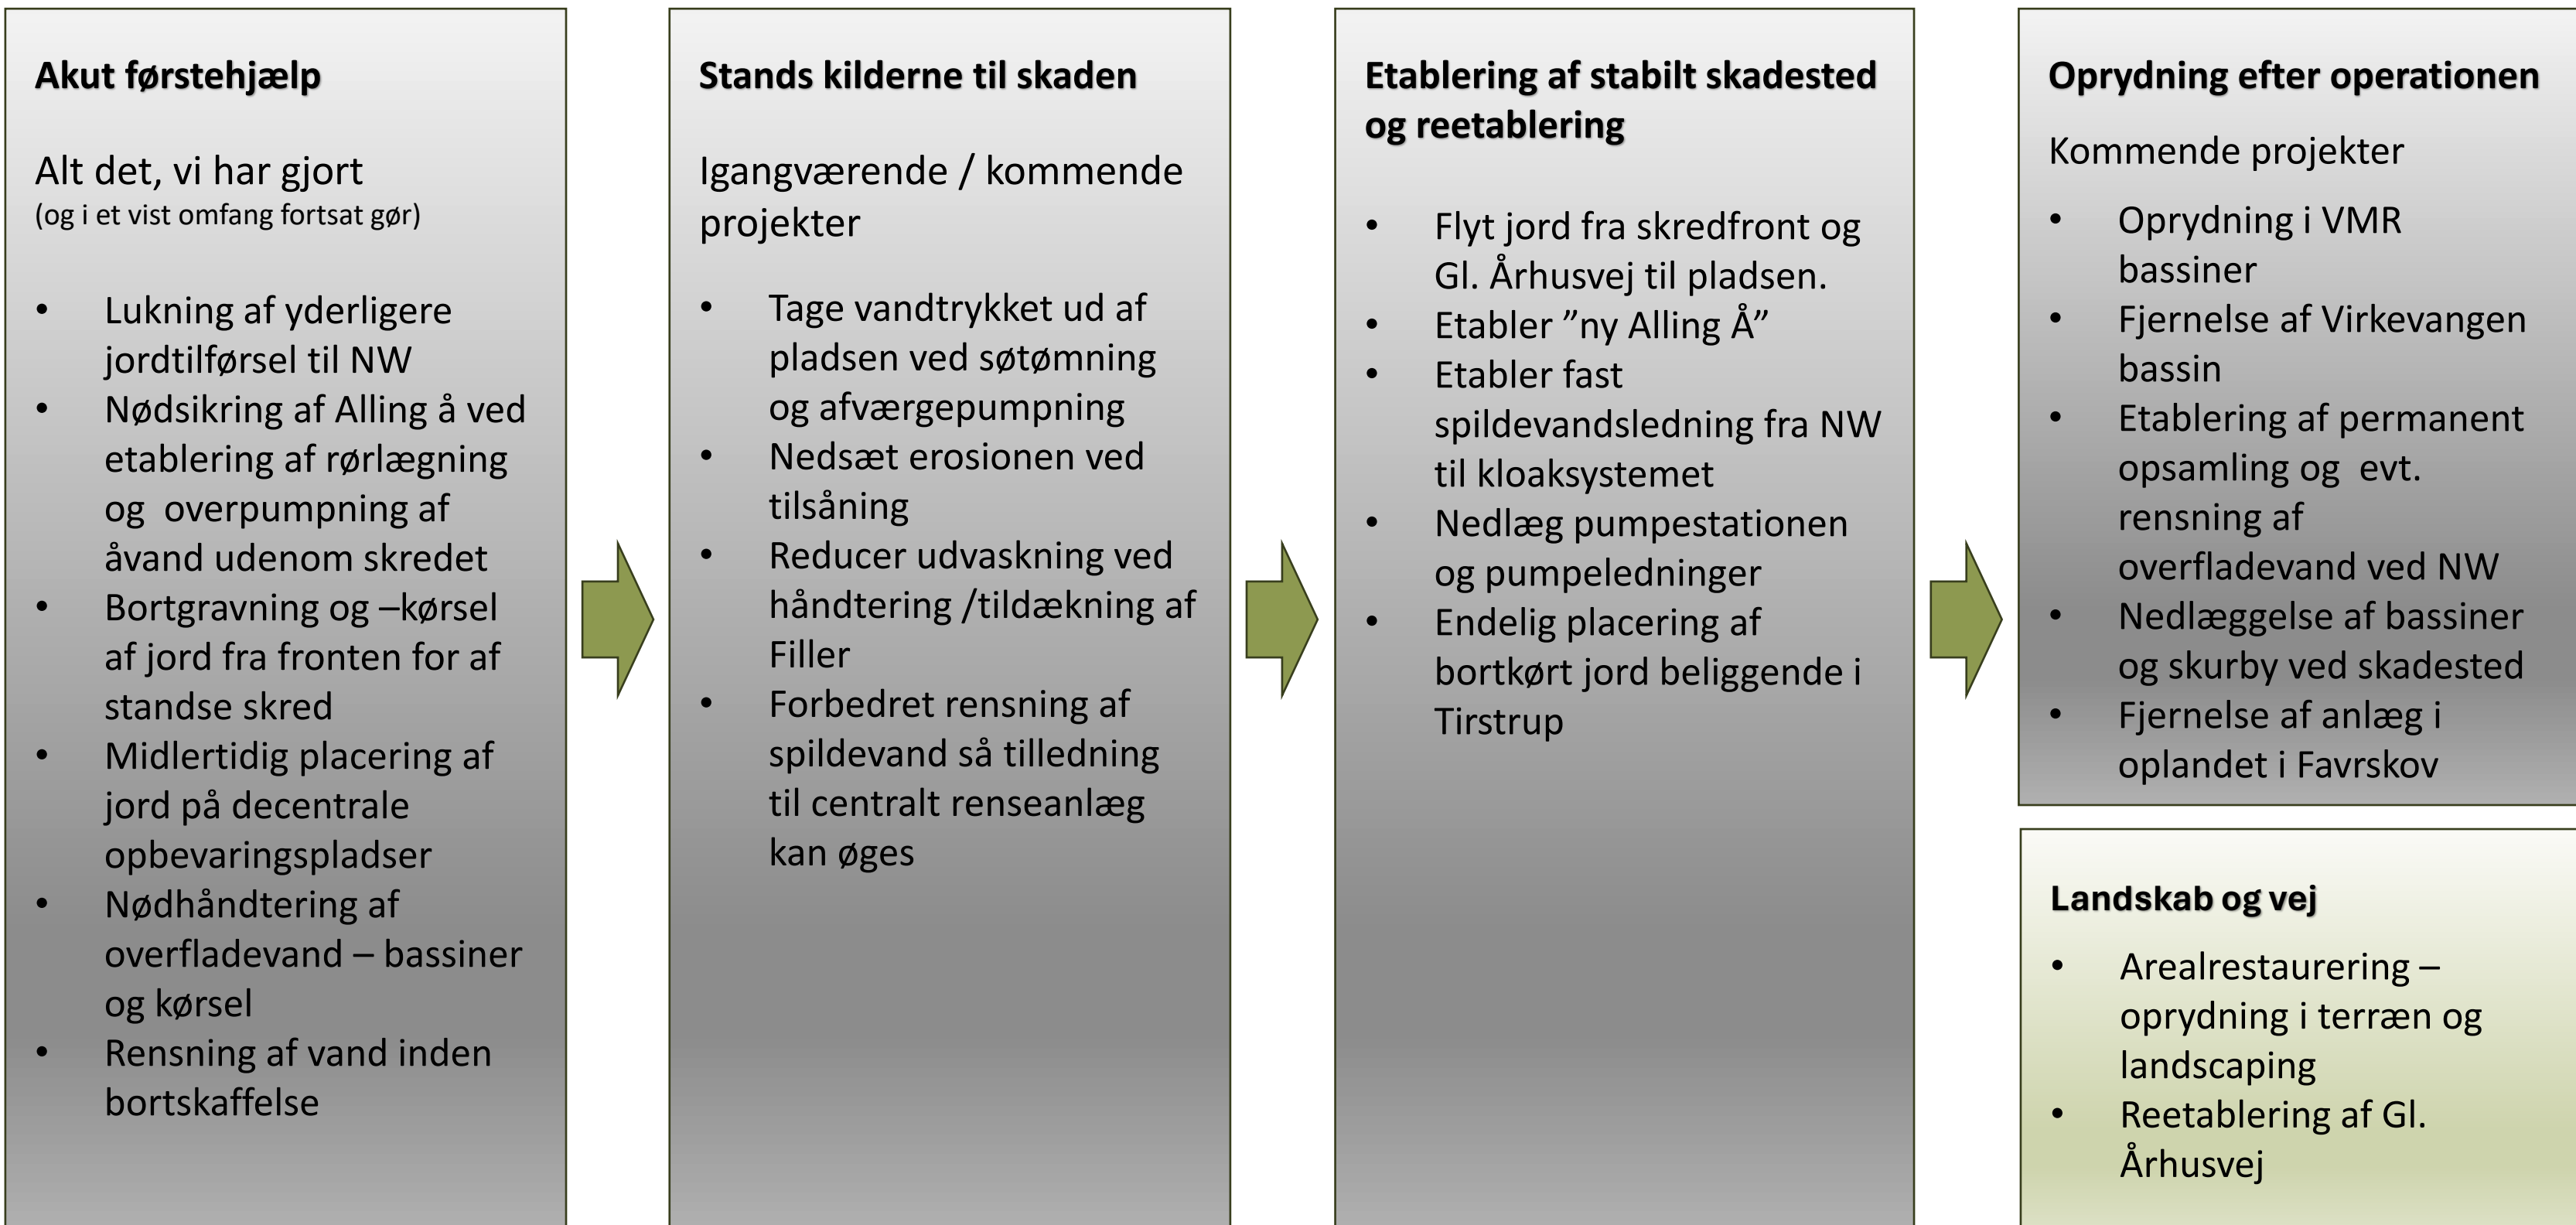 Akut førstehjælp
Alt det, vi har gjort
(og i et vist omfang fortsat gør)
• Lukning af yderligere
jordtilførsel til NW
• Nødsikring af Alling å ved
etablering af rørlægning
og  overpumpning af
åvand udenom skredet
• Bortgravning og –kørsel
af jord fra fronten for af
standse skred
• Midlertidig placering af
jord på decentrale
opbevaringspladser
• Nødhåndtering af
overfladevand – bassiner
og kørsel
• Rensning af vand inden
bortskaffelse
Stands kilderne til skaden
Igangværende / kommende
projekter
• Tage vandtrykket ud af
pladsen ved søtømning
og afværgepumpning
• Nedsæt erosionen ved
tilsåning
• Reducer udvaskning ved
håndtering /tildækning af
Filler
• Forbedret rensning af
spildevand så tilledning
til centralt renseanlæg
kan øges
Etablering af stabilt skadested
og reetablering
• Flyt jord fra skredfront og
Gl. Århusvej til pladsen.
• Etabler ”ny Alling Å”
• Etabler fast
spildevandsledning fra NW
til kloaksystemet
• Nedlæg pumpestationen
og pumpeledninger
• Endelig placering af
bortkørt jord beliggende i
Tirstrup
Oprydning efter operationen
Kommende projekter
• Oprydning i VMR
bassiner
• Fjernelse af Virkevangen
bassin
• Etablering af permanent
opsamling og  evt.
rensning af
overfladevand ved NW
• Nedlæggelse af bassiner
og skurby ved skadested
• Fjernelse af anlæg i
oplandet i Favrskov
Landskab og vej
• Arealrestaurering –
oprydning i terræn og
landscaping
• Reetablering af Gl.
Århusvej